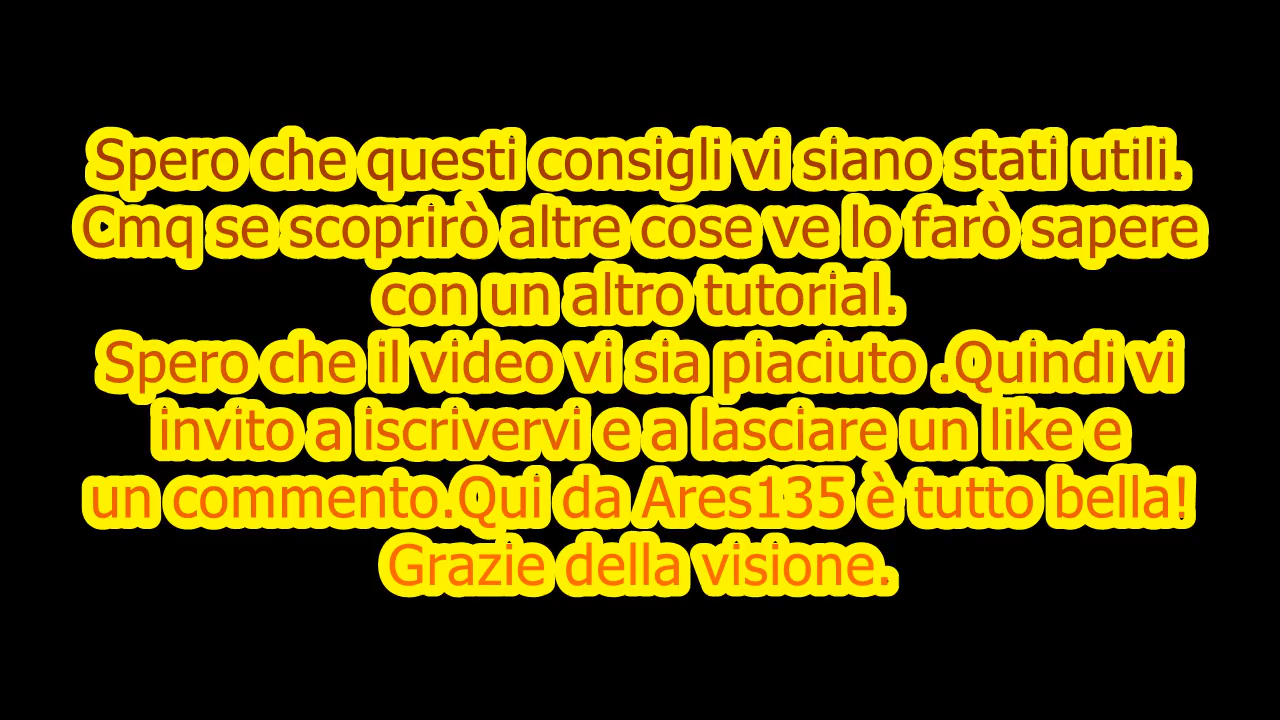 Spero che questi consigli vi siano stati utili.
Cmq se scoprirò altre cose ve lo farò sapere
con un altro tutorial.
Spero che il video vi sia piaciuto .Quindi vi
invito a iscrivervi e a lasciare un like e
un commento.Qui da Ares135 è tutto bella!
Grazie della visione.